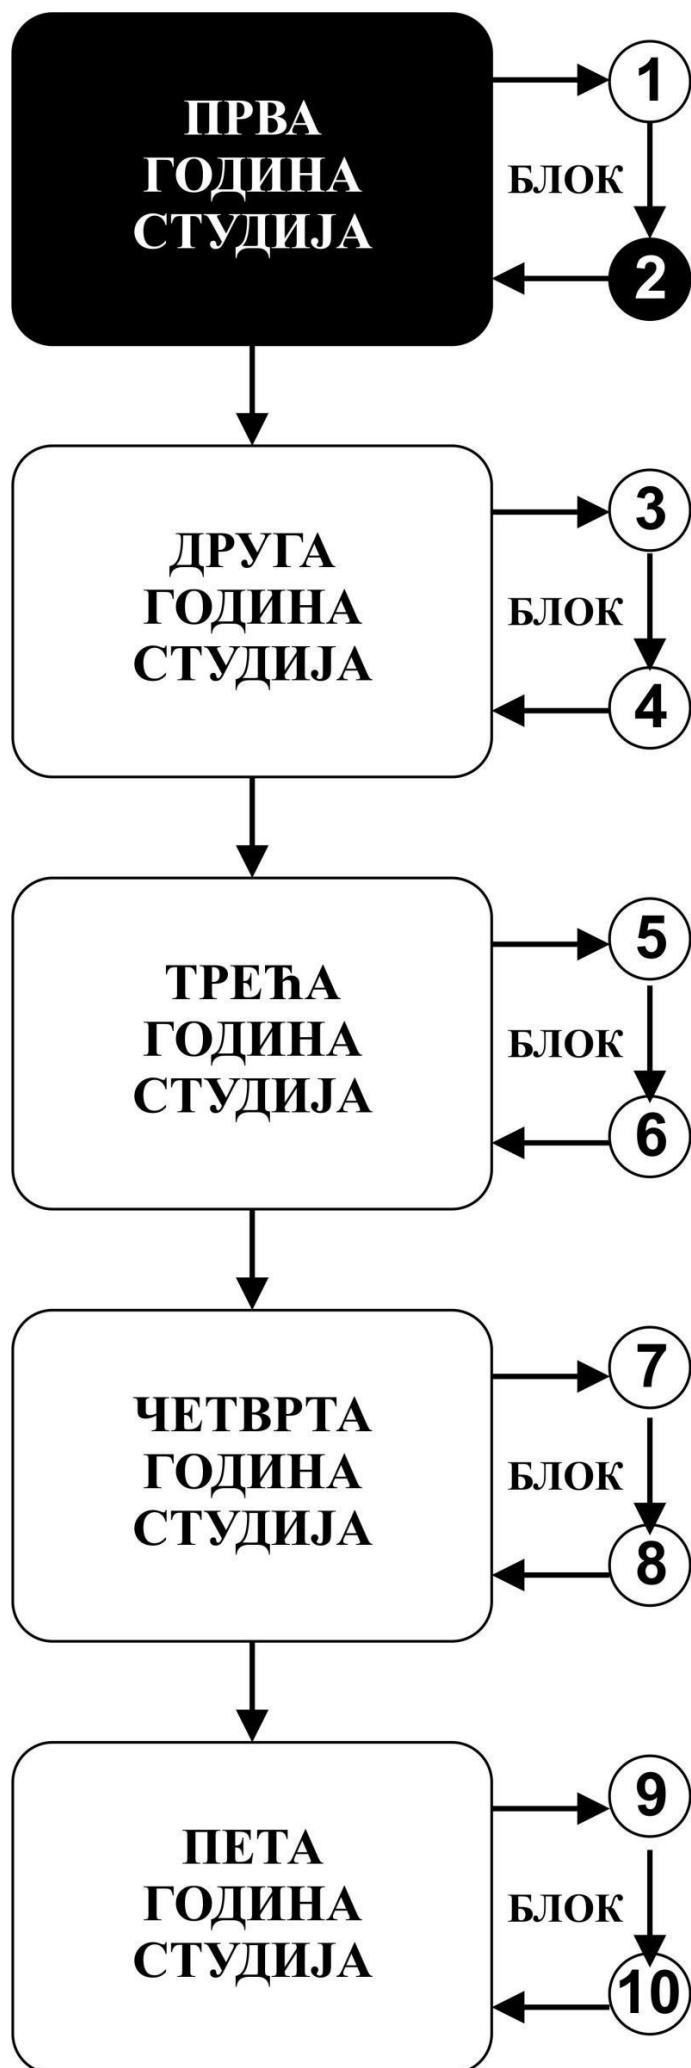 ПРВА
ГОДИНА
СТУДИЈА
1
БЛОК
2
ДРУГА
ГОДИНА
СТУДИЈА
3
БЛОК
4
ТРЕЋА
ГОДИНА
СТУДИЈА
5
БЛОК
6
ЧЕТВРТА
ГОДИНА
СТУДИЈА
7
БЛОК
8
ПЕТА
ГОДИНА
СТУДИЈА
9
БЛОК
10